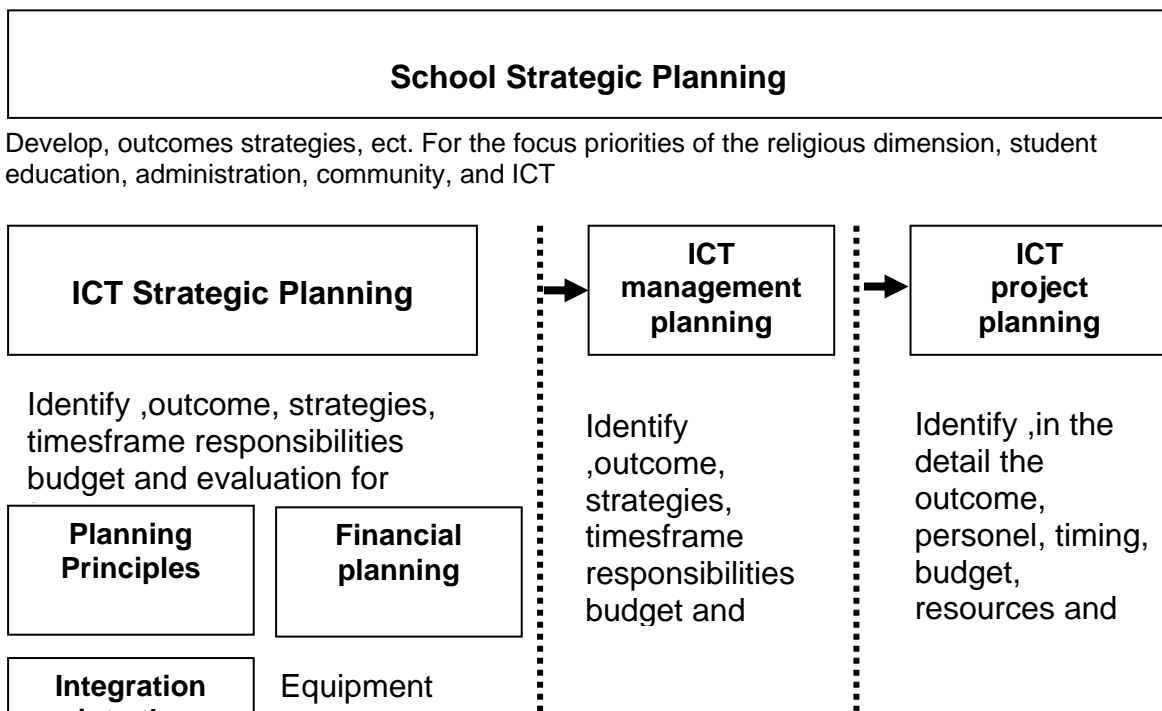 School Strategic Planning
Develop, outcomes strategies, ect. For the focus priorities of the religious dimension, student
education, administration, community, and ICT
ICT Strategic Planning
ICT
management
planning
ICT
project
planning
Identify ,outcome, strategies,
timesframe responsibilities
budget and evaluation for
Identify
,outcome,
strategies,
timesframe
responsibilities
budget and
Identify ,in the
detail the
outcome,
personel, timing,
budget,
resources and
Planning
Principles
Financial
planning
Integration
Equipment